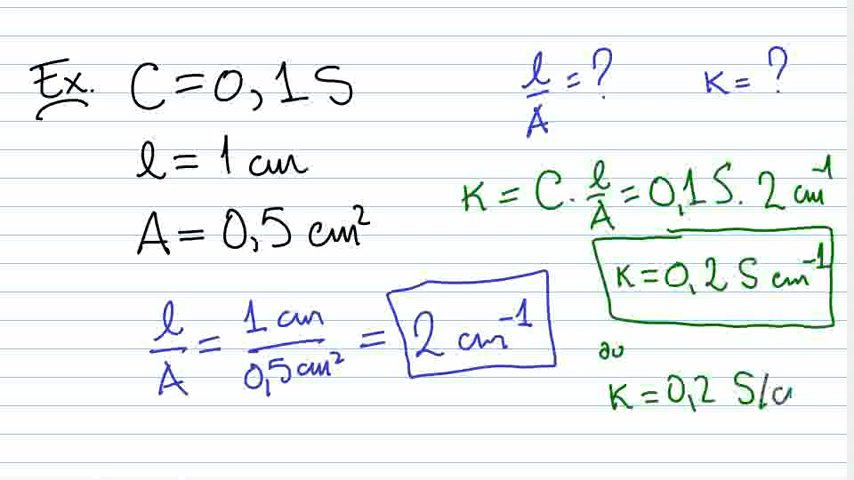 Ex. C = 0,1 S
l = 1 cm
A = 0,5 cm²
l/A = 1 cm / 0,5 cm² = 2 cm⁻¹
l/A = ?
κ = ?
κ = C · l/A = 0,1 S · 2 cm⁻¹
κ = 0,2 S cm⁻¹
ou
κ = 0,2 S/c